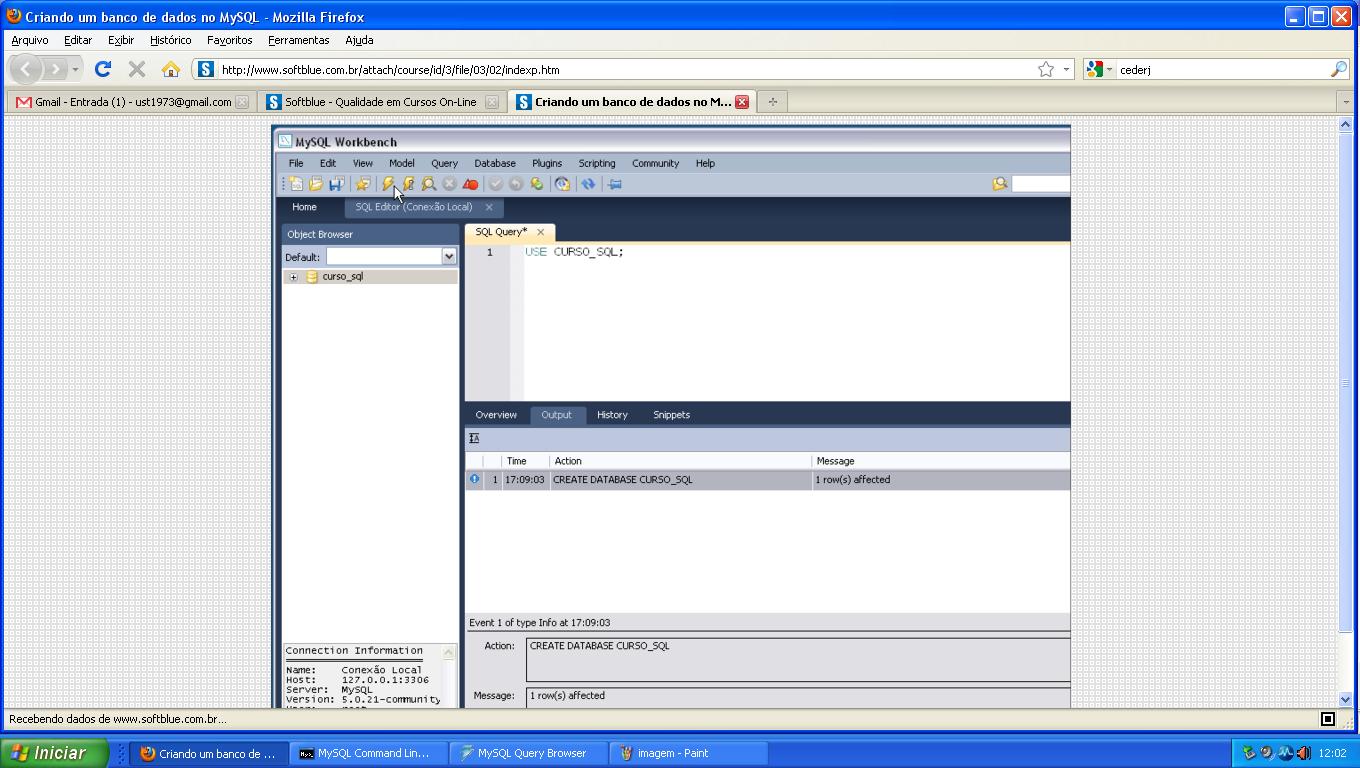 Criando um banco de dados no MySQL - Mozilla Firefox
Arquivo Editar Exibir Histórico Favoritos Ferramentas Ajuda
http://www.softblue.com.br/attach/course/id/3/file/03/02/indexp.htm cederj
Gmail - Entrada (1) - ust1973@gmail.com Softblue - Qualidade em Cursos On-Line Criando um banco de dados no M...
MySQL Workbench
File Edit View Model Query Database Plugins Scripting Community Help
Home SQL Editor (Conexão Local)
Object Browser
Default:
curso_sql
SQL Query*
1 USE CURSO_SQL;
Overview Output History Snippets
Time Action Message
1 17:09:03 CREATE DATABASE CURSO_SQL 1 row(s) affected
Event 1 of type Info at 17:09:03
Action: CREATE DATABASE CURSO_SQL
Message: 1 row(s) affected
Connection Information
Name: Conexão Local
Host: 127.0.0.1:3306
Server: MySQL
Version: 5.0.21-community
Recebendo dados de www.softblue.com.br...
Iniciar Criando um banco de ... MySQL Command Lin... MySQL Query Browser imagem - Paint 12:02